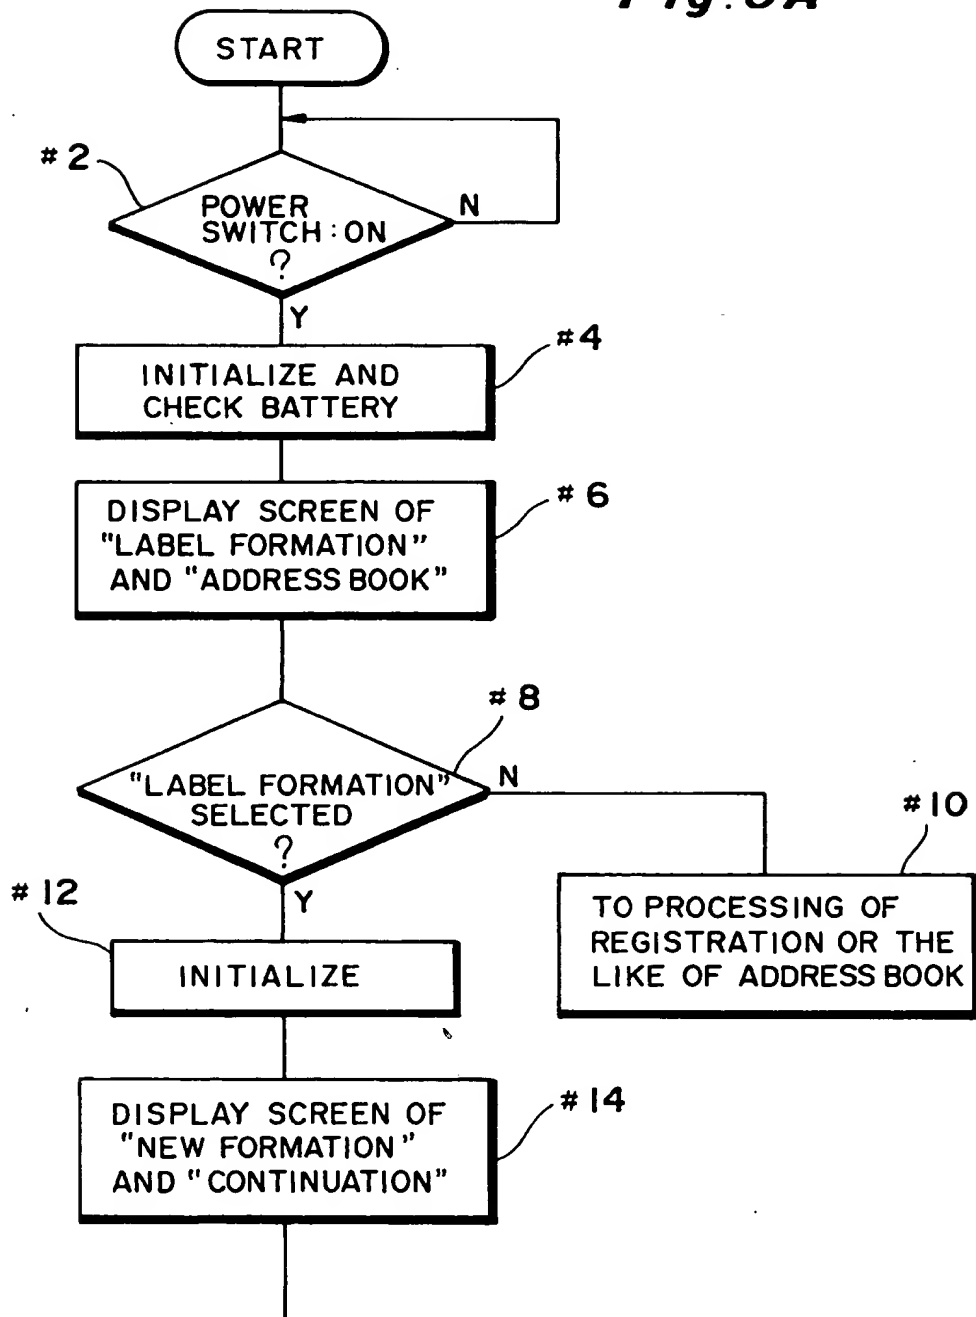 START
#2
POWER
SWITCH: ON
?
N
Y
#4
INITIALIZE AND
CHECK BATTERY
#6
DISPLAY SCREEN OF
"LABEL FORMATION"
AND "ADDRESS BOOK"
#8
"LABEL FORMATION"
SELECTED
?
N
Y
#10
TO PROCESSING OF
REGISTRATION OR THE
LIKE OF ADDRESS BOOK
#12
INITIALIZE
#14
DISPLAY SCREEN OF
"NEW FORMATION"
AND "CONTINUATION"